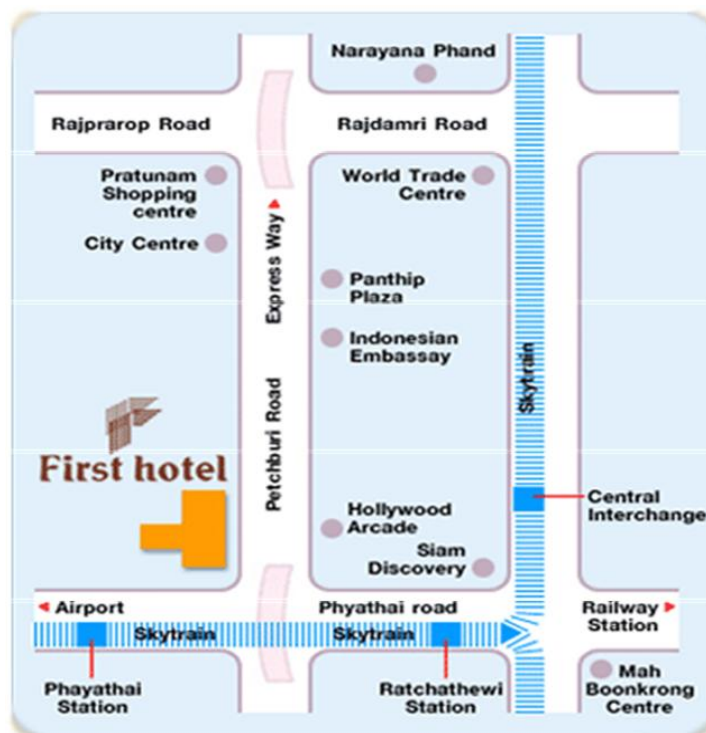 Narayana Phand
Rajprarop Road
Rajdamri Road
Pratunam
Shopping
centre
World Trade
Centre
City Centre
Express Way
Panthip
Plaza
Indonesian
Embassay
Skytrain
Petchburi Road
First hotel
Hollywood
Arcade
Central
Interchange
Siam
Discovery
Airport
Phyathai road
Railway
Station
Skytrain
Skytrain
Phayathai
Station
Ratchathewi
Station
Mah
Boonkrong
Centre